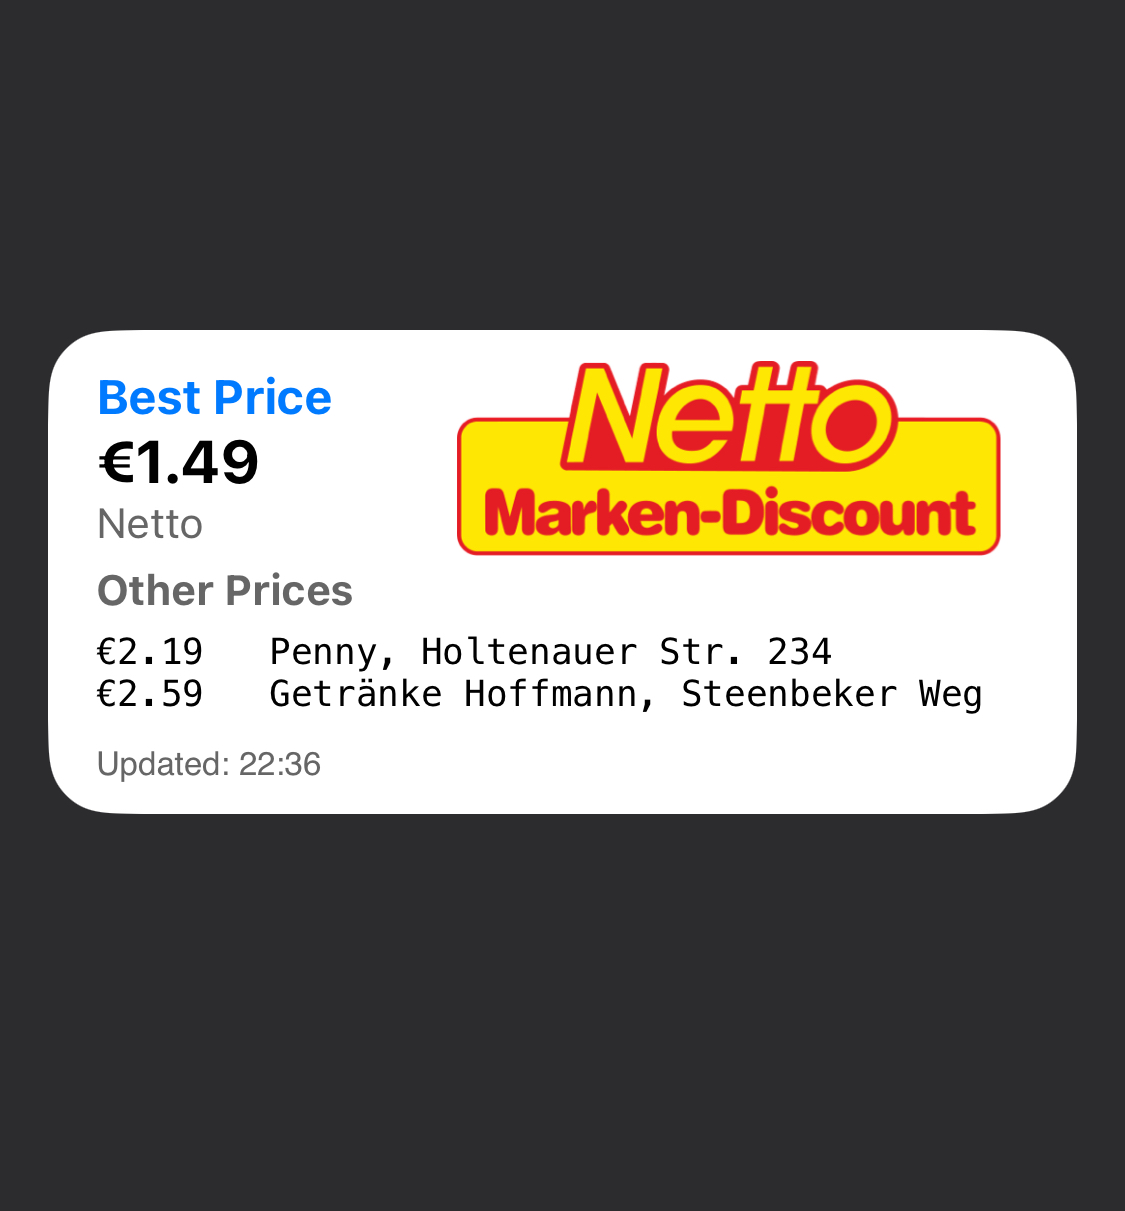 Best Price
€1.49
Netto
Netto
Marken-Discount
Other Prices
€2.19 Penny, Holtenauer Str. 234
€2.59 Getränke Hoffmann, Steenbeker Weg
Updated: 22:36